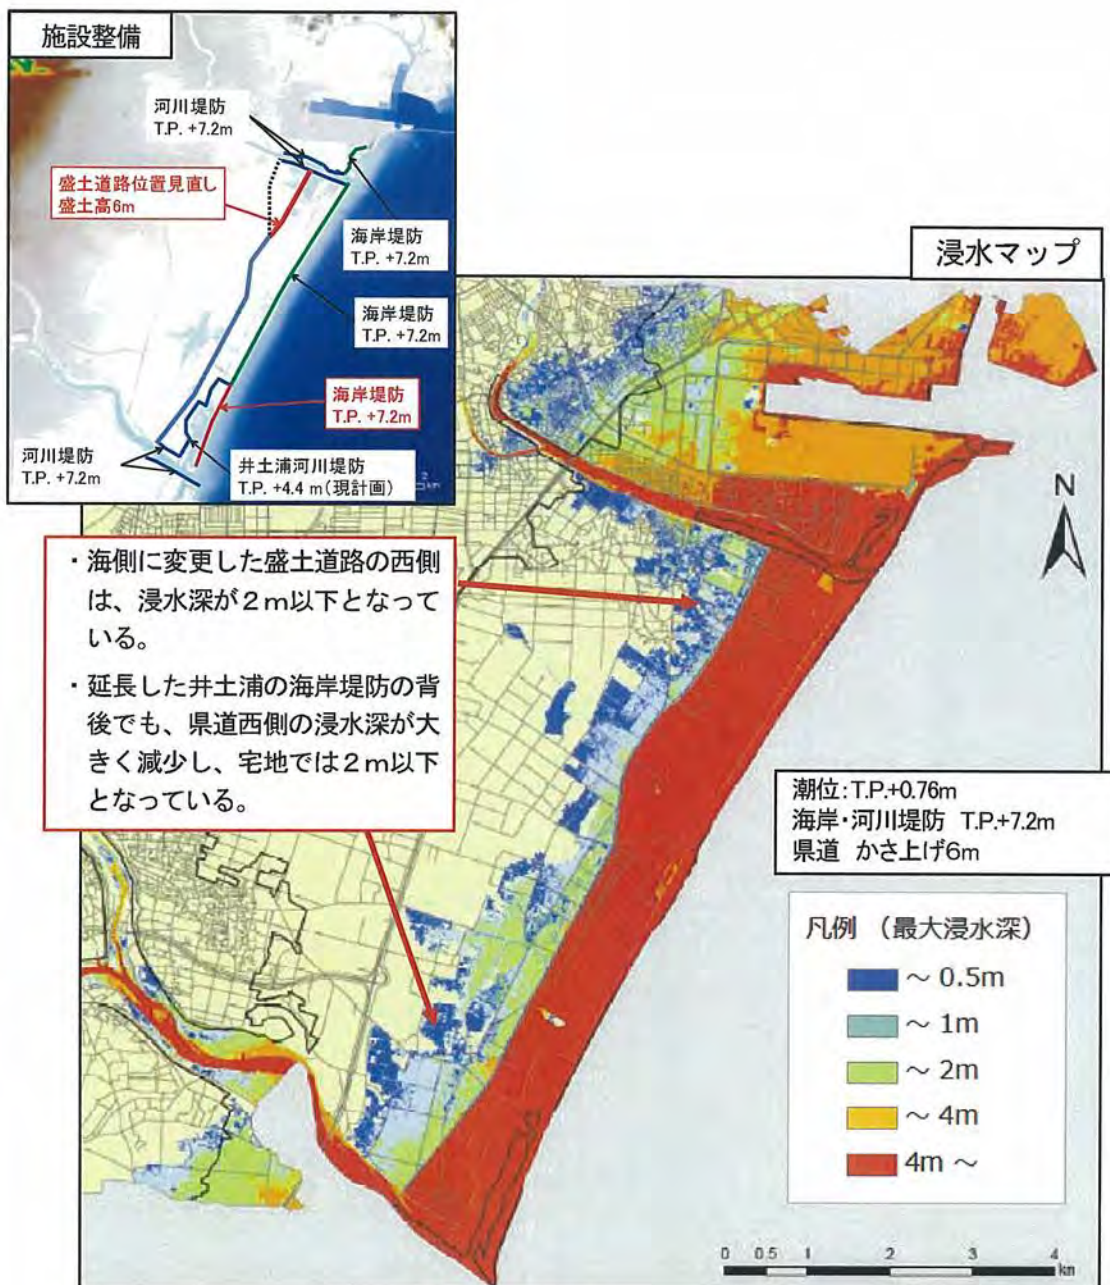 施設整備
河川堤防
T.P. +7.2m
盛土道路位置見直し
盛土高6m
海岸堤防
T.P. +7.2m
海岸堤防
T.P. +7.2m
海岸堤防
T.P. +7.2m
河川堤防
T.P. +7.2m
井土浦河川堤防
T.P. +4.4 m(現計画)
2
km
浸水マップ
N
・海側に変更した盛土道路の西側
は、浸水深が２ｍ以下となって
いる。
・延長した井土浦の海岸堤防の背
後でも、県道西側の浸水深が大
きく減少し、宅地では２ｍ以下
となっている。
潮位:T.P.+0.76m
海岸・河川堤防 T.P.+7.2m
県道 かさ上げ6m
凡例 （最大浸水深）
～ 0.5m
～ 1m
～ 2m
～ 4m
4m ～
0 0.5 1 2 3 4
km